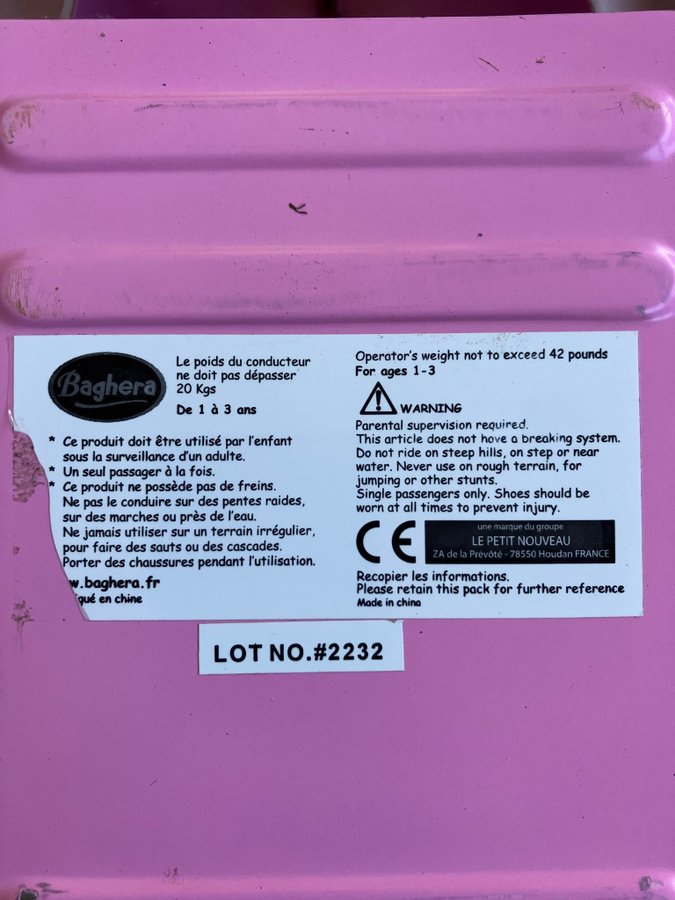 Baghera
Le poids du conducteur
ne doit pas dépasser
20 Kgs
De 1 à 3 ans
* Ce produit doit être utilisé par l'enfant
sous la surveillance d'un adulte.
* Un seul passager à la fois.
* Ce produit ne possède pas de freins.
Ne pas le conduire sur des pentes raides,
sur des marches ou près de l'eau.
Ne jamais utiliser sur un terrain irrégulier,
pour faire des sauts ou des cascades.
Porter des chaussures pendant l'utilisation.
w.baghera.fr
iqué en chine
Operator's weight not to exceed 42 pounds
For ages 1-3
WARNING
Parental supervision required.
This article does not have a breaking system.
Do not ride on steep hills, on step or near
water. Never use on rough terrain, for
jumping or other stunts.
Single passengers only. Shoes should be
worn at all times to prevent injury.
CE
une marque du groupe
LE PETIT NOUVEAU
ZA de la Prévôté - 78550 Houdan FRANCE
Recopier les informations.
Please retain this pack for further reference
Made in china
LOT NO.#2232